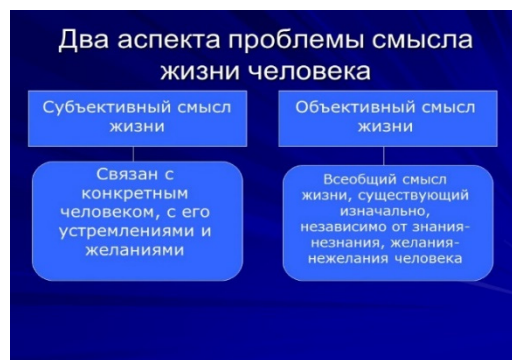 Два аспекта проблемы смысла
жизни человека
Субъективный смысл
жизни
Объективный смысл
жизни
Связан с
конкретным
человеком, с его
устремлениями и
желаниями
Всеобщий смысл
жизни, существующий
изначально,
независимо от знания-
незнания, желания-
нежелания человека